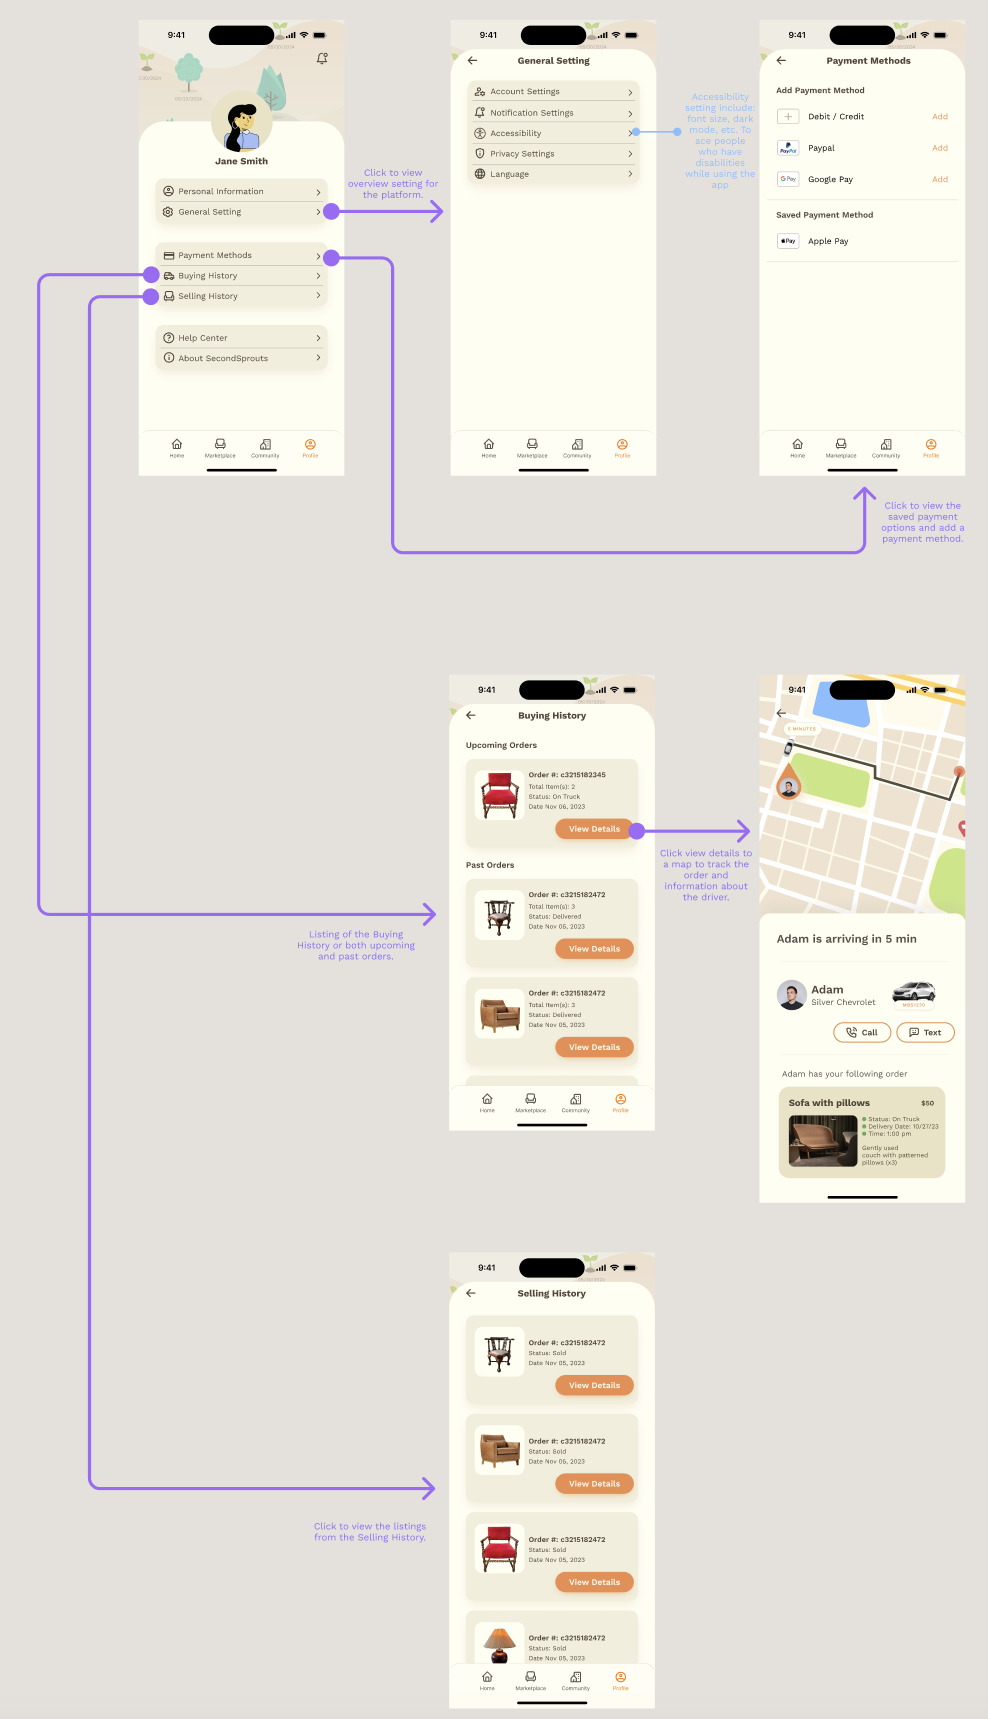 9:41
05/20/2024
05/23/2024
Jane Smith
Personal Information
General Setting
Payment Methods
Buying History
Selling History
Help Center
About SecondSprouts
Home
Marketplace
Community
Profile
Click to view
overview setting for
the platform.
9:41
General Setting
Account Settings
Notification Settings
Accessibility
Privacy Settings
Language
Home
Marketplace
Community
Profile
Accessibility
setting include:
font size, dark
mode, etc. To
ace people
who have
disabilities
while using the
app
9:41
Payment Methods
Add Payment Method
Debit / Credit
Add
PayPal
Paypal
Add
G Pay
Google Pay
Add
Saved Payment Method
Pay
Apple Pay
Home
Marketplace
Community
Profile
Click to view the
saved payment
options and add a
payment method.
9:41
Buying History
Upcoming Orders
Order #: c3215182345
Total Item(s): 2
Status: On Truck
Date Nov 06, 2023
View Details
Past Orders
Order #: c3215182472
Total Item(s): 3
Status: Delivered
Date Nov 05, 2023
View Details
Order #: c3215182472
Total Item(s): 3
Status: Delivered
Date Nov 05, 2023
View Details
Home
Marketplace
Community
Profile
Listing of the Buying
History or both upcoming
and past orders.
Click view details to
a map to track the
order and
information about
the driver.
9:41
5 MINUTES
Adam is arriving in 5 min
Adam
Silver Chevrolet
Call
Text
Adam has your following order
Sofa with pillows
$50
Status: On Truck
Delivery Date: 10/27/23
Time: 1:00 pm
Gently used
couch with patterned
pillows (x3)
9:41
Selling History
Order #: c3215182472
Status: Sold
Date Nov 05, 2023
View Details
Order #: c3215182472
Status: Sold
Date Nov 05, 2023
View Details
Order #: c3215182472
Status: Sold
Date Nov 05, 2023
View Details
Order #: c3215182472
Status: Sold
Date Nov 05, 2023
Home
Marketplace
Community
Profile
Click to view the listings
from the Selling History.